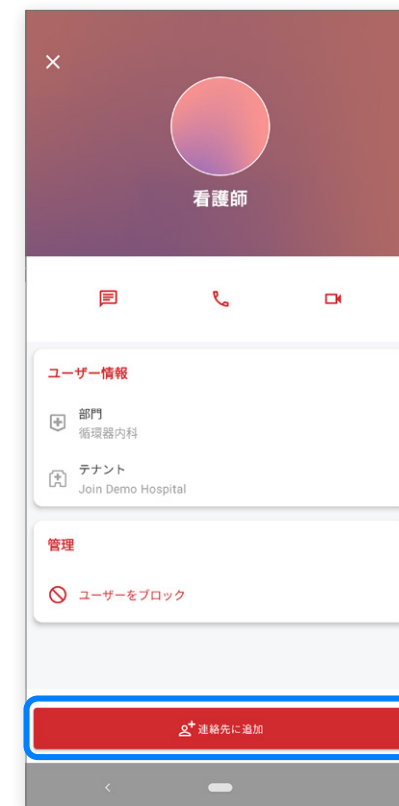 看護師
ユーザー情報
部門
循環器内科
テナント
Join Demo Hospital
管理
ユーザーをブロック
連絡先に追加